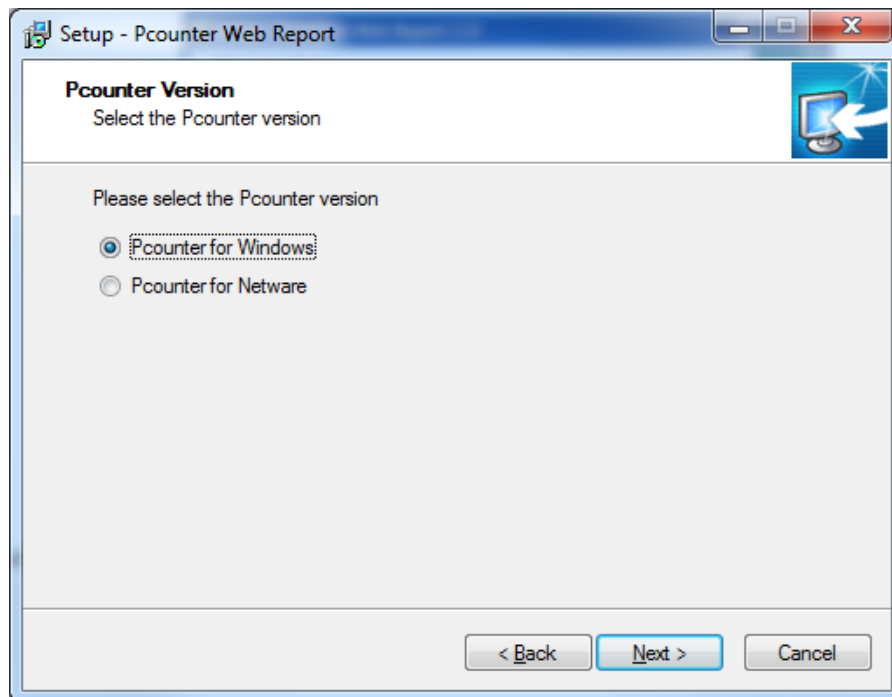 Setup - Pcounter Web Report
Pcounter Version
Select the Pcounter version
Please select the Pcounter version
Pcounter for Windows
Pcounter for Netware
< Back
Next >
Cancel